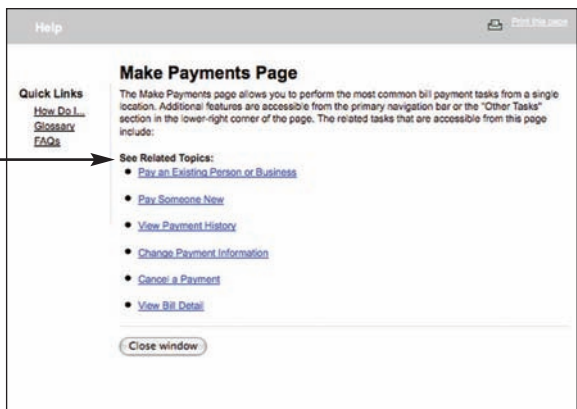 Help
Print this page
Make Payments Page
Quick Links
How Do I...
Glossary
FAQs
The Make Payments page allows you to perform the most common bill payment tasks from a single
location. Additional features are accessible from the primary navigation bar or the "Other Tasks"
section in the lower-right corner of the page. The related tasks that are accessible from this page
include:
See Related Topics:
• Pay an Existing Person or Business
• Pay Someone New
• View Payment History
• Change Payment Information
• Cancel a Payment
• View Bill Detail
Close window